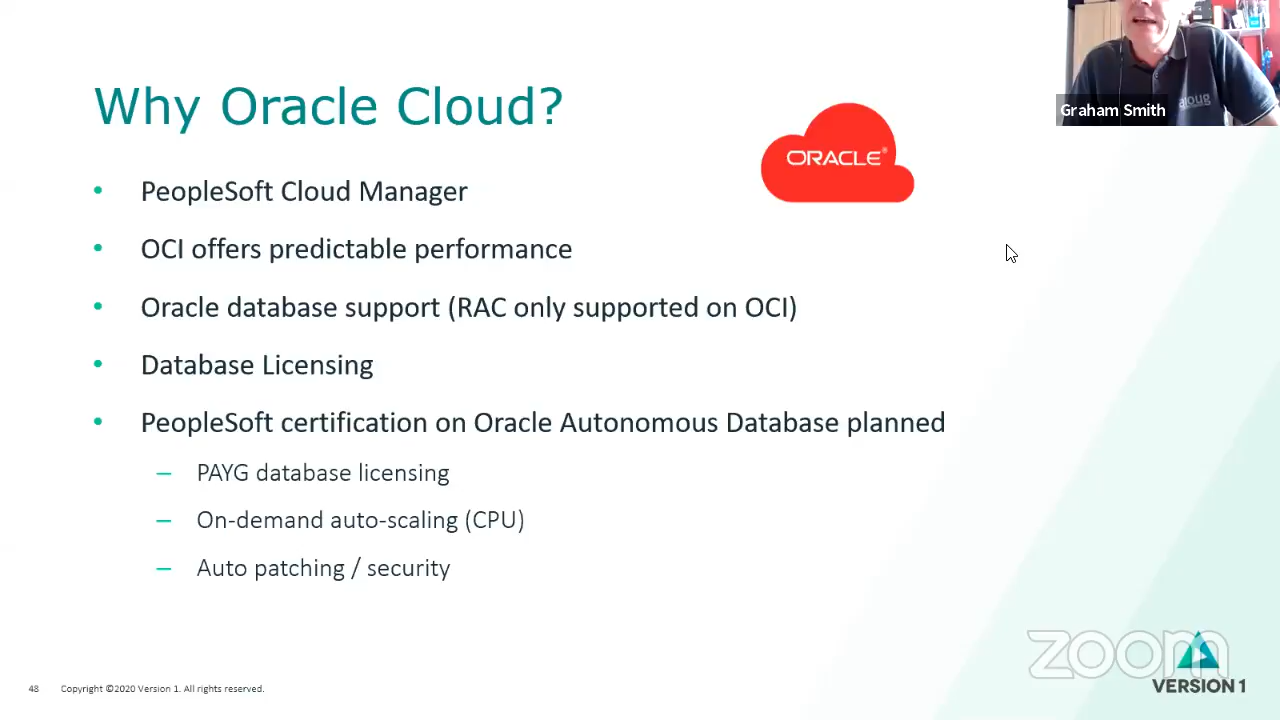 Why Oracle Cloud?
ORACLE®
Graham Smith
• PeopleSoft Cloud Manager
• OCI offers predictable performance
• Oracle database support (RAC only supported on OCI)
• Database Licensing
• PeopleSoft certification on Oracle Autonomous Database planned
– PAYG database licensing
– On-demand auto-scaling (CPU)
– Auto patching / security
zoom
VERSION 1
48 Copyright ©2020 Version 1. All rights reserved.